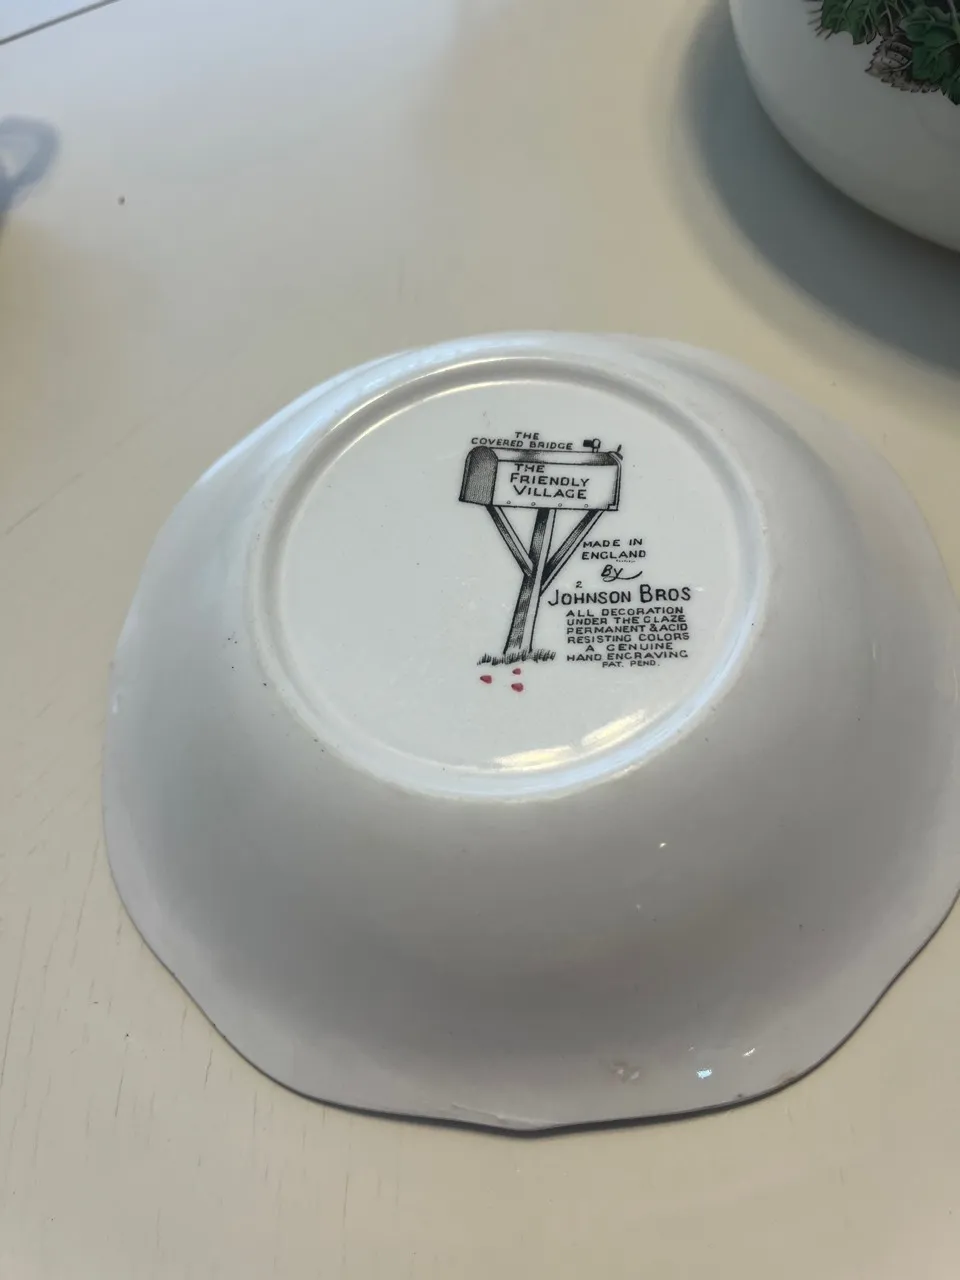 THE
COVERED BRIDGE
THE
FRIENDLY
VILLAGE
MADE IN
ENGLAND
By
2
JOHNSON BROS
ALL DECORATION
UNDER THE GLAZE
PERMANENT & ACID
RESISTING COLORS
A GENUINE
HAND ENGRAVING
PAT. PEND.